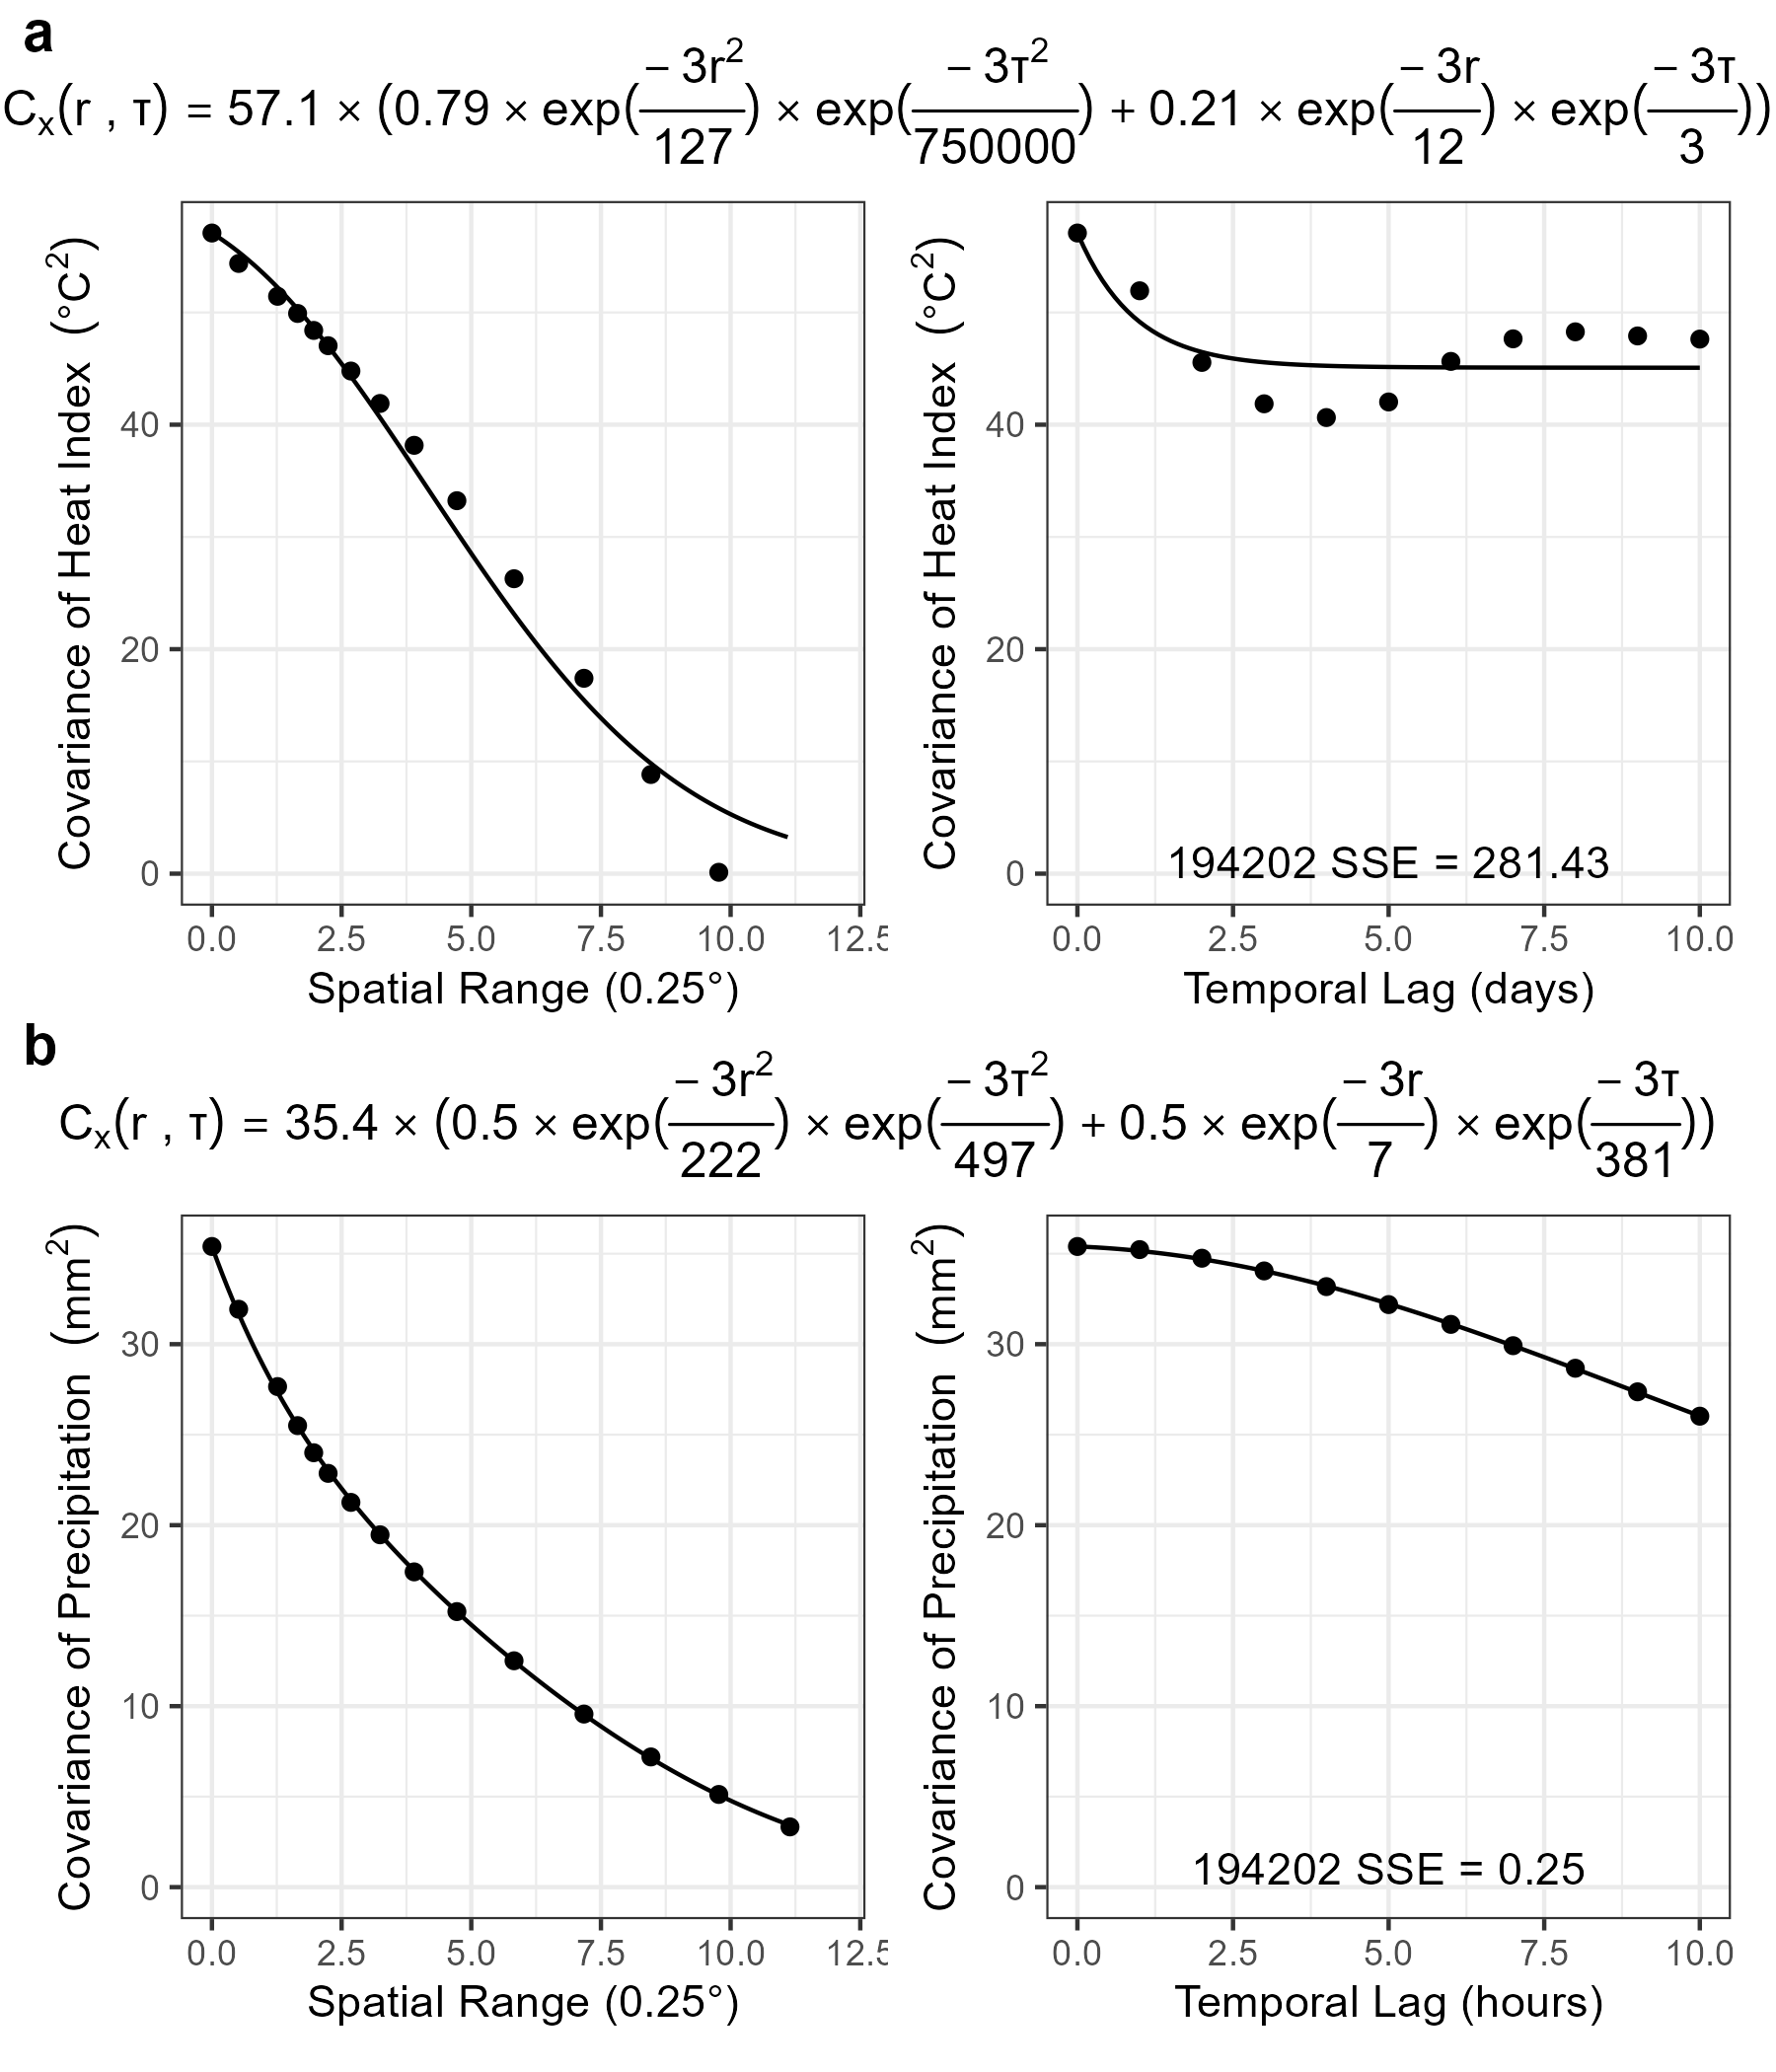 a
Cx(r , τ) = 57.1 × (0.79 × exp(− 3r²/127) × exp(− 3τ²/750000) + 0.21 × exp(− 3r/12) × exp(− 3τ/3))
Covariance of Heat Index (°C²)
40
20
0
0.0 2.5 5.0 7.5 10.0 12.5
Spatial Range (0.25°)
Covariance of Heat Index (°C²)
40
20
0
194202 SSE = 281.43
0.0 2.5 5.0 7.5 10.0
Temporal Lag (days)
b
Cx(r , τ) = 35.4 × (0.5 × exp(− 3r²/222) × exp(− 3τ²/497) + 0.5 × exp(− 3r/7) × exp(− 3τ/381))
Covariance of Precipitation (mm²)
30
20
10
0
0.0 2.5 5.0 7.5 10.0 12.5
Spatial Range (0.25°)
Covariance of Precipitation (mm²)
30
20
10
0
194202 SSE = 0.25
0.0 2.5 5.0 7.5 10.0
Temporal Lag (hours)